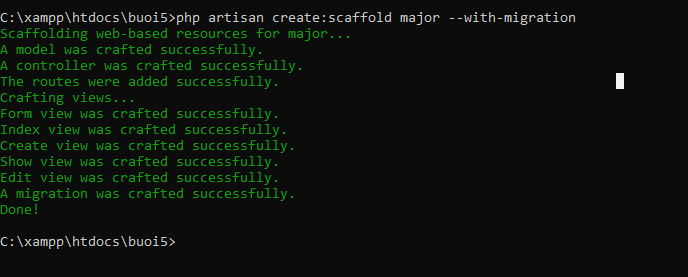 C:\xampp\htdocs\buoi5>php artisan create:scaffold major --with-migration
Scaffolding web-based resources for major...
A model was crafted successfully.
A controller was crafted successfully.
The routes were added successfully.
Crafting views...
Form view was crafted successfully.
Index view was crafted successfully.
Create view was crafted successfully.
Show view was crafted successfully.
Edit view was crafted successfully.
A migration was crafted successfully.
Done!
C:\xampp\htdocs\buoi5>